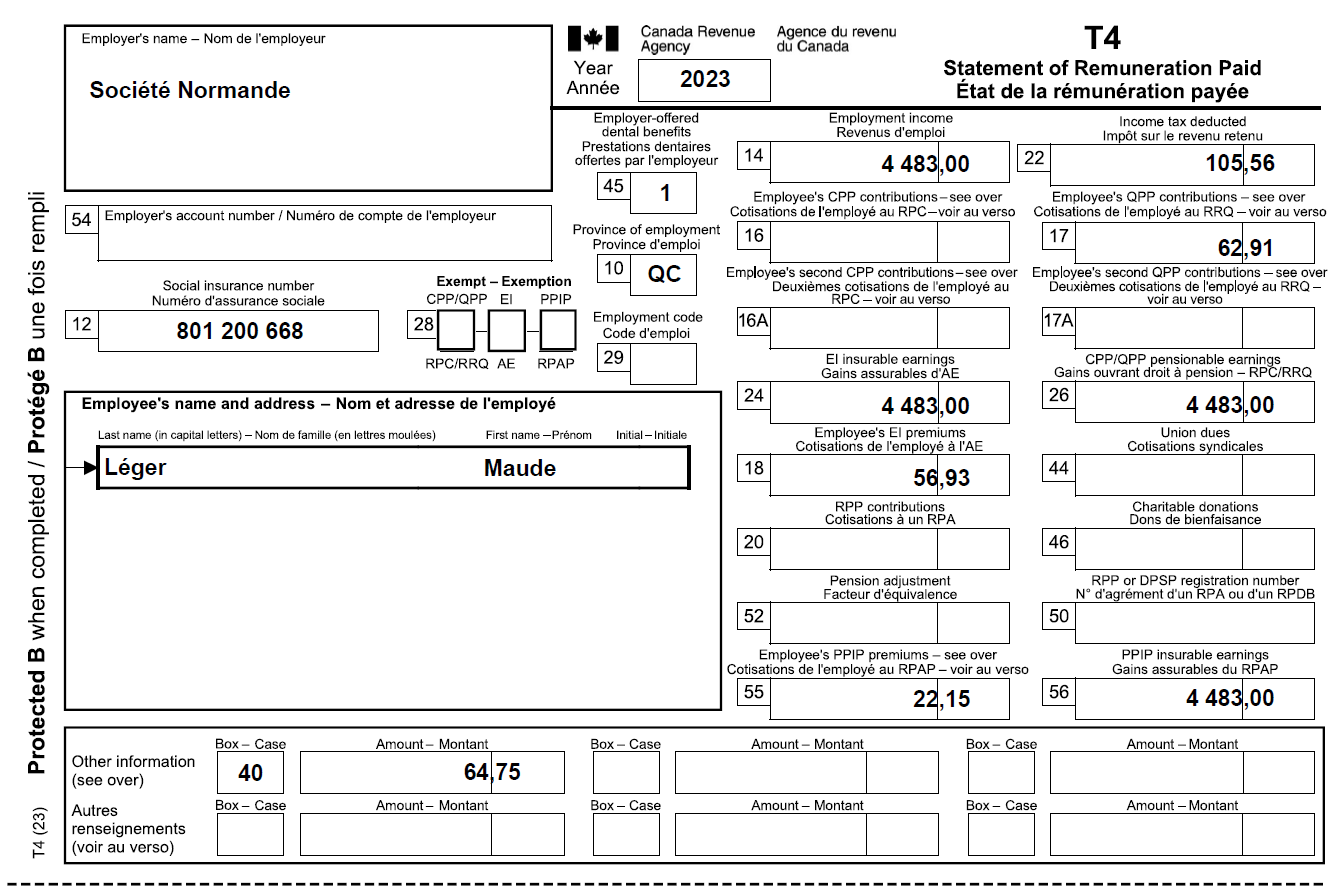 Employer's name – Nom de l'employeur
Société Normande
Canada Revenue Agency
Agence du revenu du Canada
Year
Année
2023
T4
Statement of Remuneration Paid
État de la rémunération payée
Employer-offered
dental benefits
Prestations dentaires
offertes par l'employeur
45
1
Employment income
Revenus d'emploi
14
4 483,00
Income tax deducted
Impôt sur le revenu retenu
22
105,56
54
Employer's account number / Numéro de compte de l'employeur
Province of employment
Province d'emploi
10
QC
Employee's CPP contributions – see over
Cotisations de l'employé au RPC – voir au verso
16
Employee's QPP contributions – see over
Cotisations de l'employé au RRQ – voir au verso
17
62,91
Social insurance number
Numéro d'assurance sociale
12
801 200 668
Exempt – Exemption
CPP/QPP EI PPIP
28
RPC/RRQ AE RPAP
Employment code
Code d'emploi
29
Employee's second CPP contributions – see over
Deuxièmes cotisations de l'employé au
RPC – voir au verso
16A
Employee's second QPP contributions – see over
Deuxièmes cotisations de l'employé au RRQ –
voir au verso
17A
EI insurable earnings
Gains assurables d'AE
24
4 483,00
CPP/QPP pensionable earnings
Gains ouvrant droit à pension – RPC/RRQ
26
4 483,00
Employee's name and address – Nom et adresse de l'employé
Last name (in capital letters) – Nom de famille (en lettres moulées) First name – Prénom Initial – Initiale
Léger Maude
Employee's EI premiums
Cotisations de l'employé à l'AE
18
56,93
Union dues
Cotisations syndicales
44
RPP contributions
Cotisations à un RPA
20
Charitable donations
Dons de bienfaisance
46
Pension adjustment
Facteur d'équivalence
52
RPP or DPSP registration number
N° d'agrément d'un RPA ou d'un RPDB
50
Employee's PPIP premiums – see over
Cotisations de l'employé au RPAP – voir au verso
55
22,15
PPIP insurable earnings
Gains assurables du RPAP
56
4 483,00
Other information
(see over)
Box – Case Amount – Montant Box – Case Amount – Montant Box – Case Amount – Montant
40 64,75
Autres
renseignements
(voir au verso)
Box – Case Amount – Montant Box – Case Amount – Montant Box – Case Amount – Montant
Protected B when completed / Protégé B une fois rempli
T4 (23)